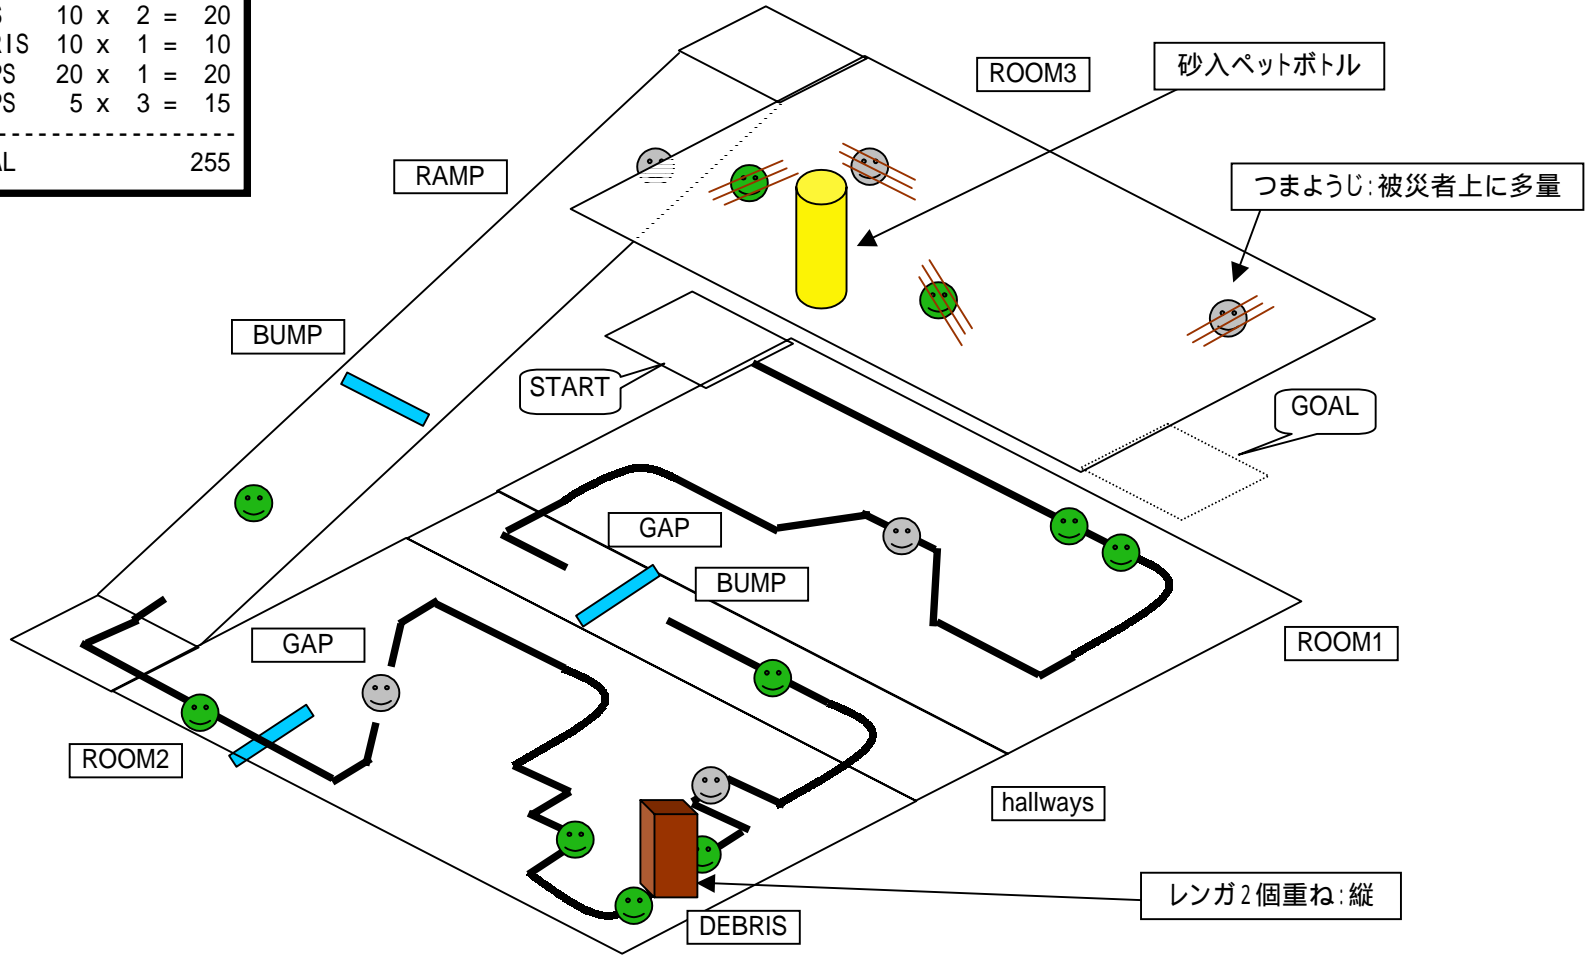 10 x 2 = 20
10 x 1 = 10
20 x 1 = 20
5 x 3 = 15
--------------------
255
ROOM3
砂入ペットボトル
RAMP
つまようじ:被災者上に多量
BUMP
START
GOAL
GAP
BUMP
ROOM1
GAP
ROOM2
hallways
レンガ2個重ね:縦
DEBRIS